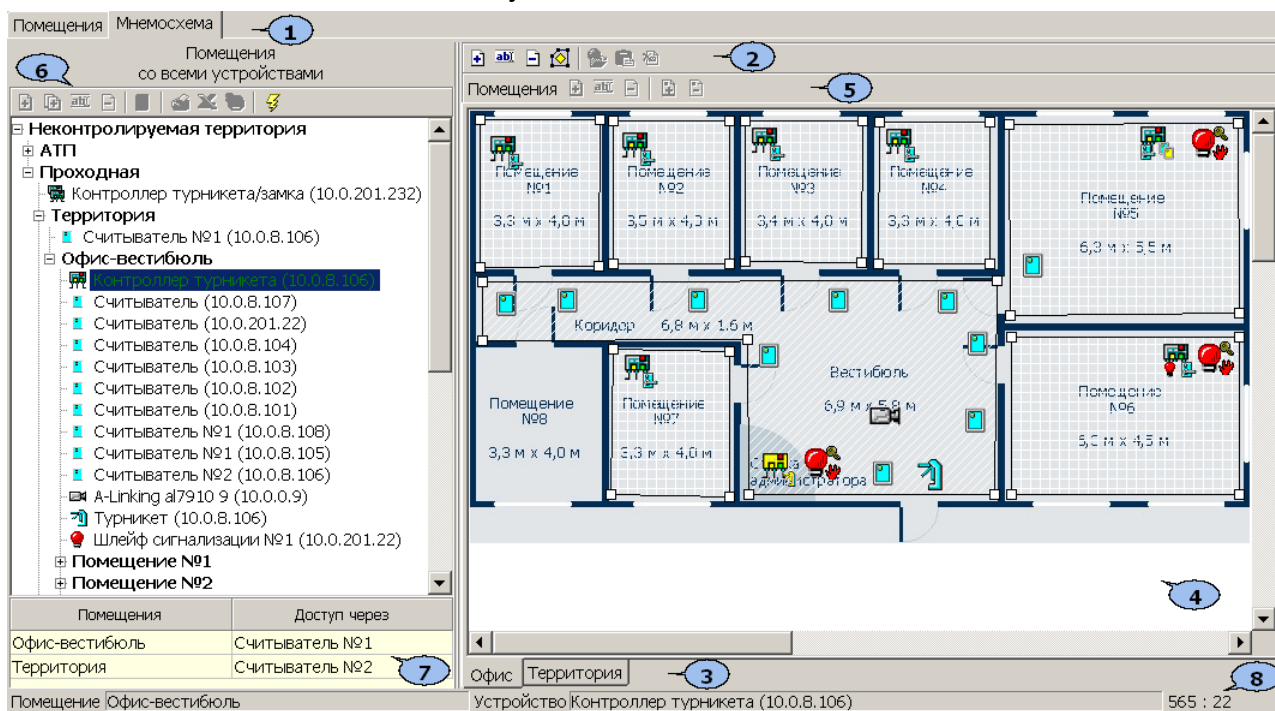 Помещения Мнемосхема 1
Помещения
со всеми устройствами
6
2
Помещения 5
Неконтролируемая территория
АТП
Проходная
Контроллер турникета/замка (10.0.201.232)
Территория
Считыватель №1 (10.0.8.106)
Офис-вестибюль
Контроллер турникета (10.0.8.106)
Считыватель (10.0.8.107)
Считыватель (10.0.201.22)
Считыватель (10.0.8.104)
Считыватель (10.0.8.103)
Считыватель (10.0.8.102)
Считыватель (10.0.8.101)
Считыватель №1 (10.0.8.108)
Считыватель №1 (10.0.8.105)
Считыватель №2 (10.0.8.106)
A-Linking al7910 9 (10.0.0.9)
Турникет (10.0.8.106)
Шлейф сигнализации №1 (10.0.201.22)
Помещение №1
Помещение №2
Помещения Доступ через
Офис-вестибюль Считыватель №1
Территория Считыватель №2
7
Помещение
№1
3,3 м x 4,0 м
Помещение
№2
3,5 м x 4,0 м
Помещение
№3
3,4 м x 4,0 м
Помещение
№4
3,3 м x 4,0 м
Помещение
№5
6,3 м x 5,5 м
Коридор 6,8 м x 1.6 м
Вестибюль
6,9 м x 5,8 м
Помещение
№6
4,5 м
Помещение
№8
3,3 м x 4,0 м
Помещение
№7
3,3 м x 4,0 м
администратора
4
Офис Территория 3
8
Помещение Офис-вестибюль
Устройство Контроллер турникета (10.0.8.106)
565 : 22